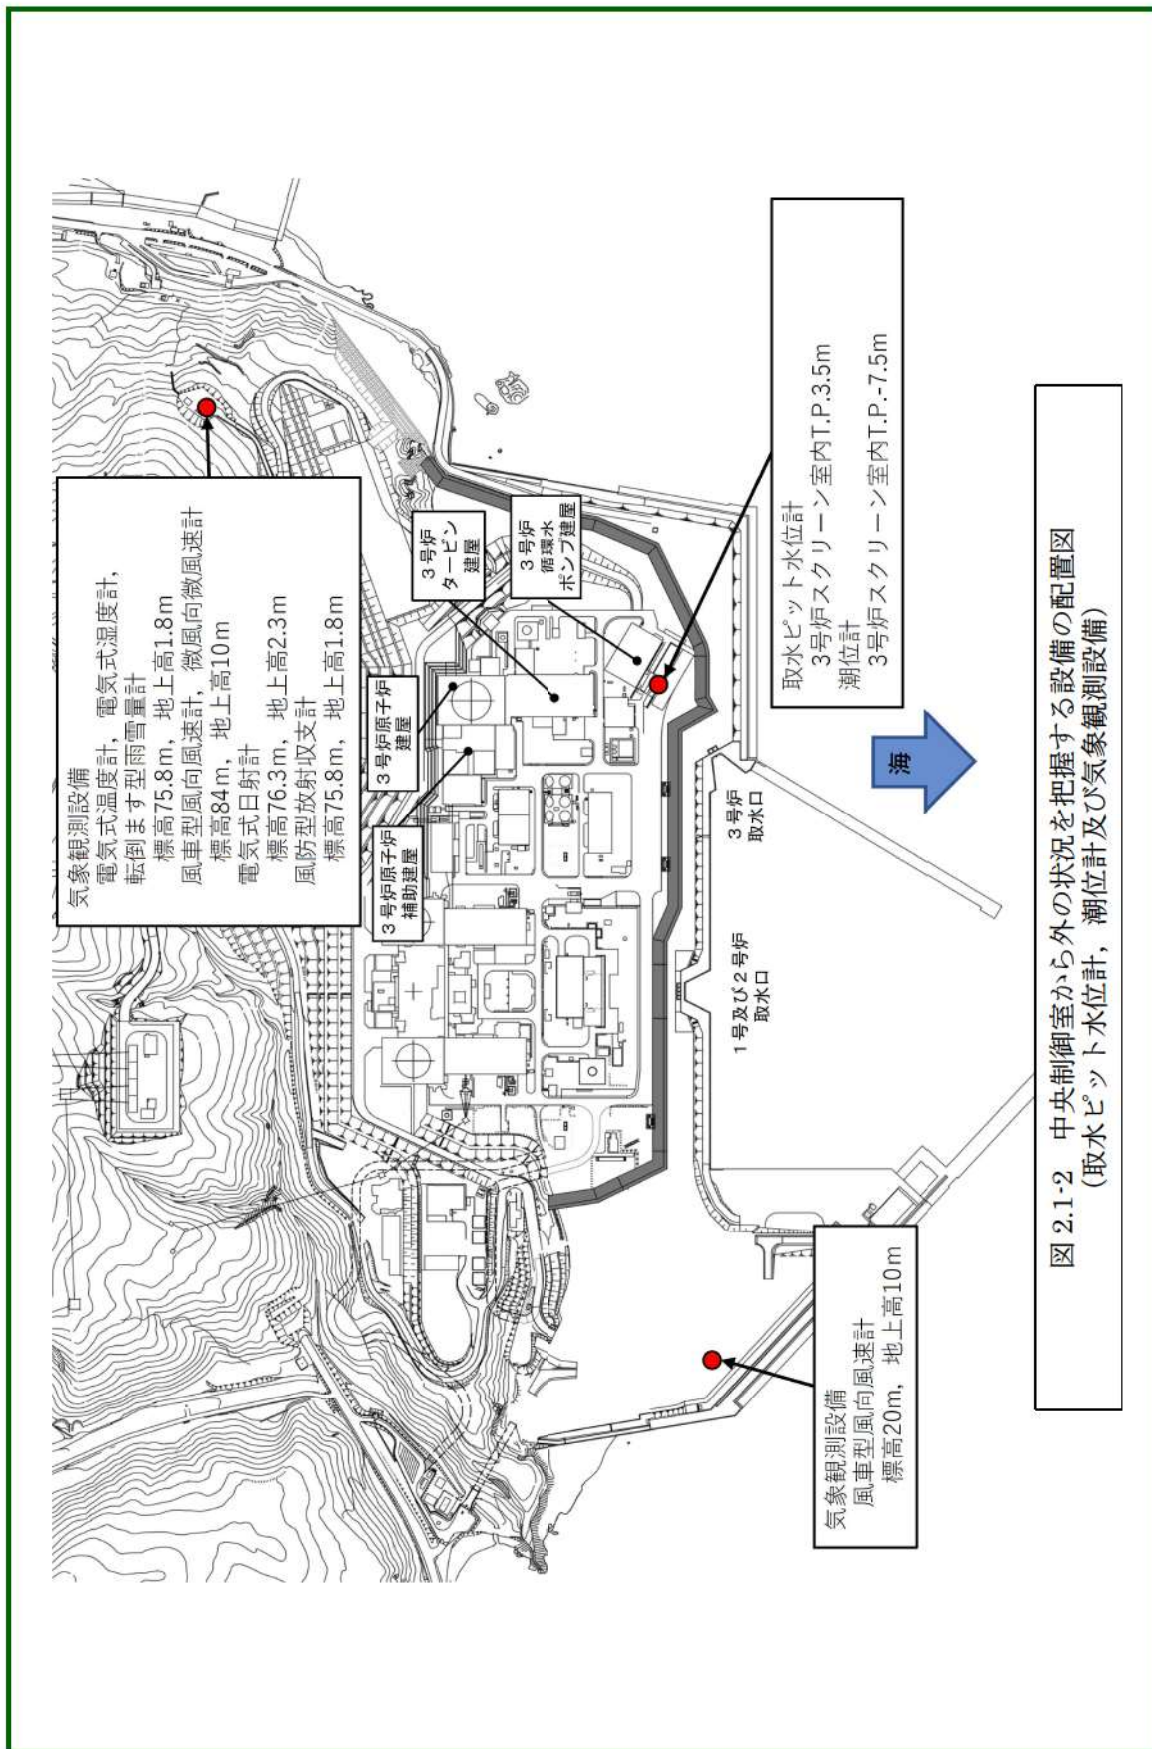 気象観測設備
電気式温度計，電気式湿度計，
転倒ます型雨雪量計
標高75.8m，地上高1.8m
風車型風向風速計，微風向微風速計
標高84m，地上高10m
電気式日射計
標高76.3m，地上高2.3m
風防型放射収支計
標高75.8m，地上高1.8m
3号炉原子炉
補助建屋
3号炉原子炉
建屋
3号炉
タービン
建屋
3号炉
循環水
ポンプ建屋
1号及び2号炉
取水口
3号炉
取水口
海
取水ピット水位計
3号炉スクリーン室内T.P.3.5m
潮位計
3号炉スクリーン室内T.P.-7.5m
気象観測設備
風車型風向風速計
標高20m，地上高10m
図 2.1-2　中央制御室から外の状況を把握する設備の配置図
（取水ピット水位計，潮位計及び気象観測設備）